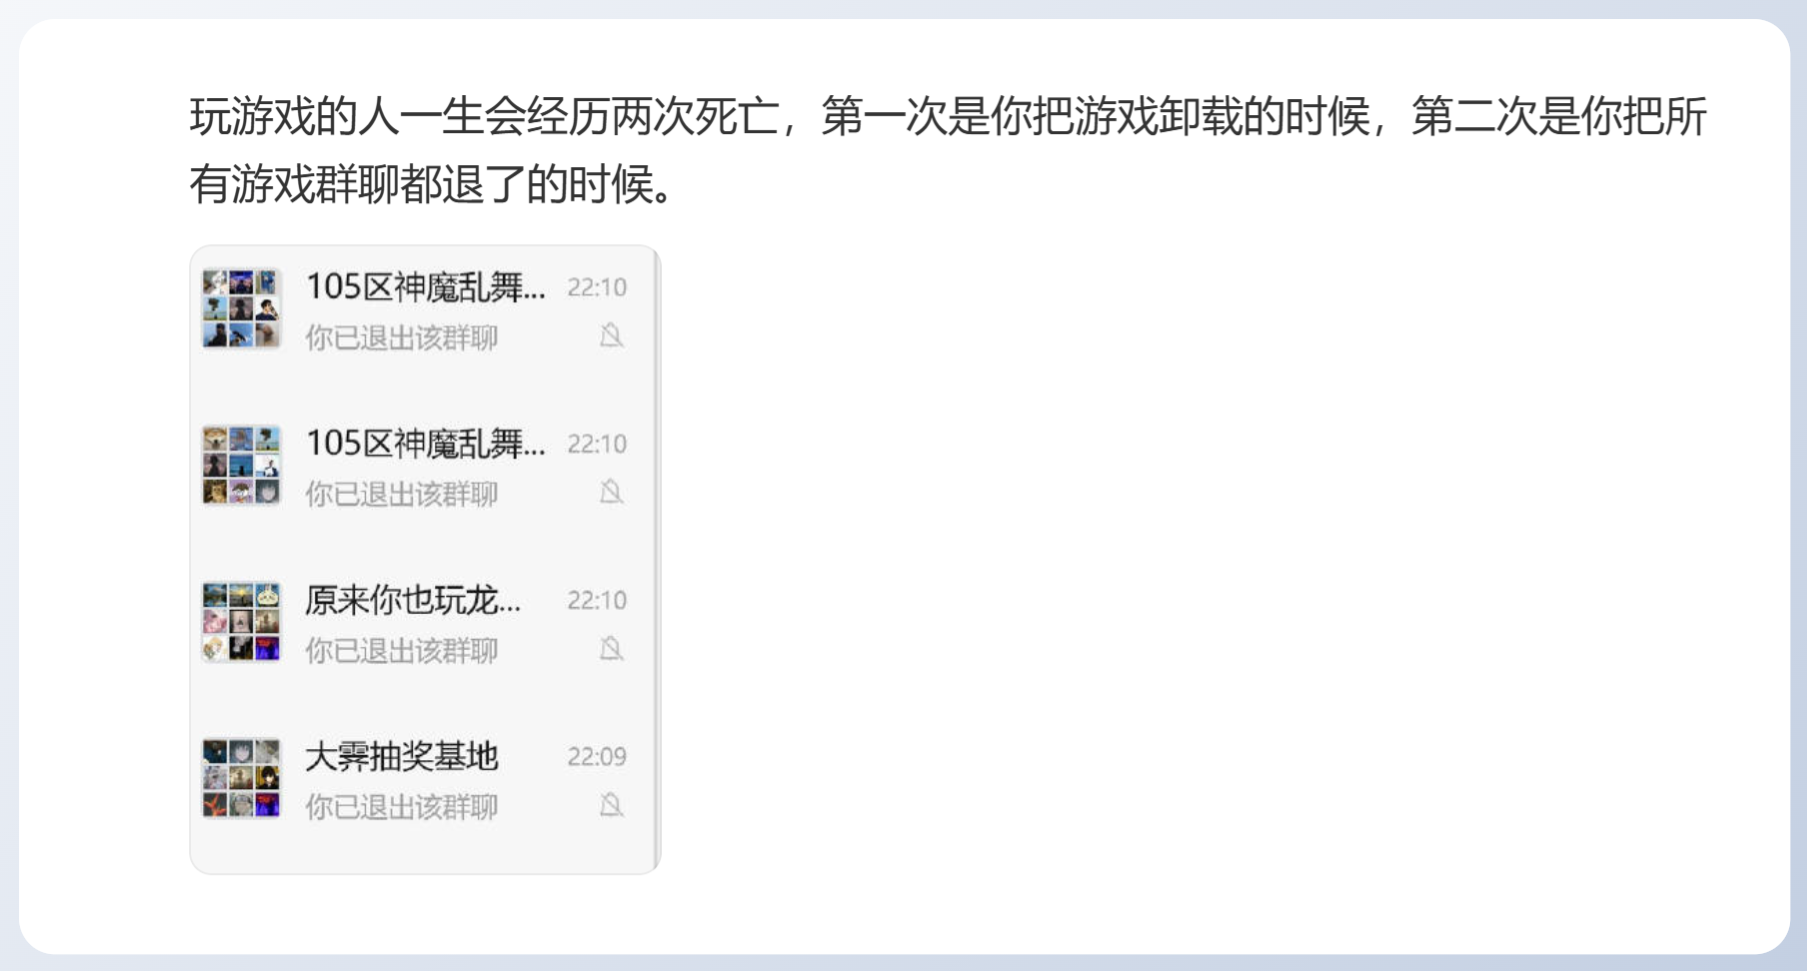 玩游戏的人一生会经历两次死亡，第一次是你把游戏卸载的时候，第二次是你把所
有游戏群聊都退了的时候。
105区神魔乱舞... 22:10
你已退出该群聊
105区神魔乱舞... 22:10
你已退出该群聊
原来你也玩龙... 22:10
你已退出该群聊
大霁抽奖基地 22:09
你已退出该群聊